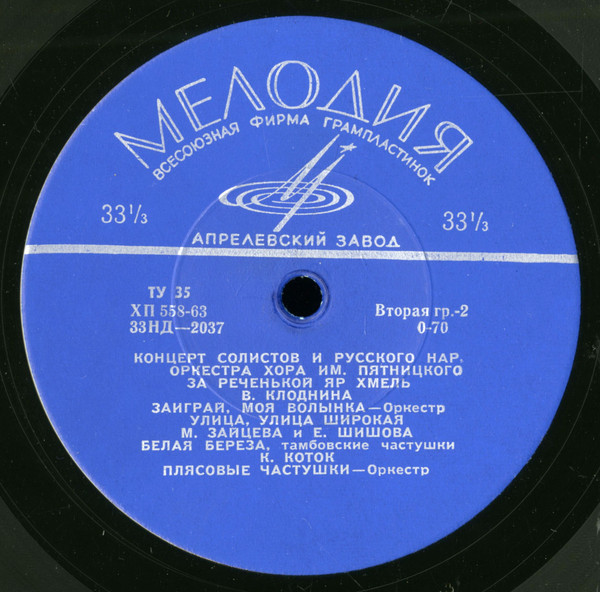 МЕЛОДИЯ
ВСЕСОЮЗНАЯ ФИРМА ГРАМПЛАСТИНОК
33⅓ 33⅓
АПРЕЛЕВСКИЙ ЗАВОД
ТУ 35
ХП 558-63 Вторая гр.-2
33НД—2037 0-70
КОНЦЕРТ СОЛИСТОВ И РУССКОГО НАР.
ОРКЕСТРА ХОРА ИМ. ПЯТНИЦКОГО
ЗА РЕЧЕНЬКОЙ ЯР ХМЕЛЬ
В. КЛОДНИНА
ЗАИГРАЙ, МОЯ ВОЛЫНКА—Оркестр
УЛИЦА, УЛИЦА ШИРОКАЯ
М. ЗАЙЦЕВА и Е. ШИШОВА
БЕЛАЯ БЕРЕЗА, тамбовские частушки
К. КОТОК
ПЛЯСОВЫЕ ЧАСТУШКИ—Оркестр